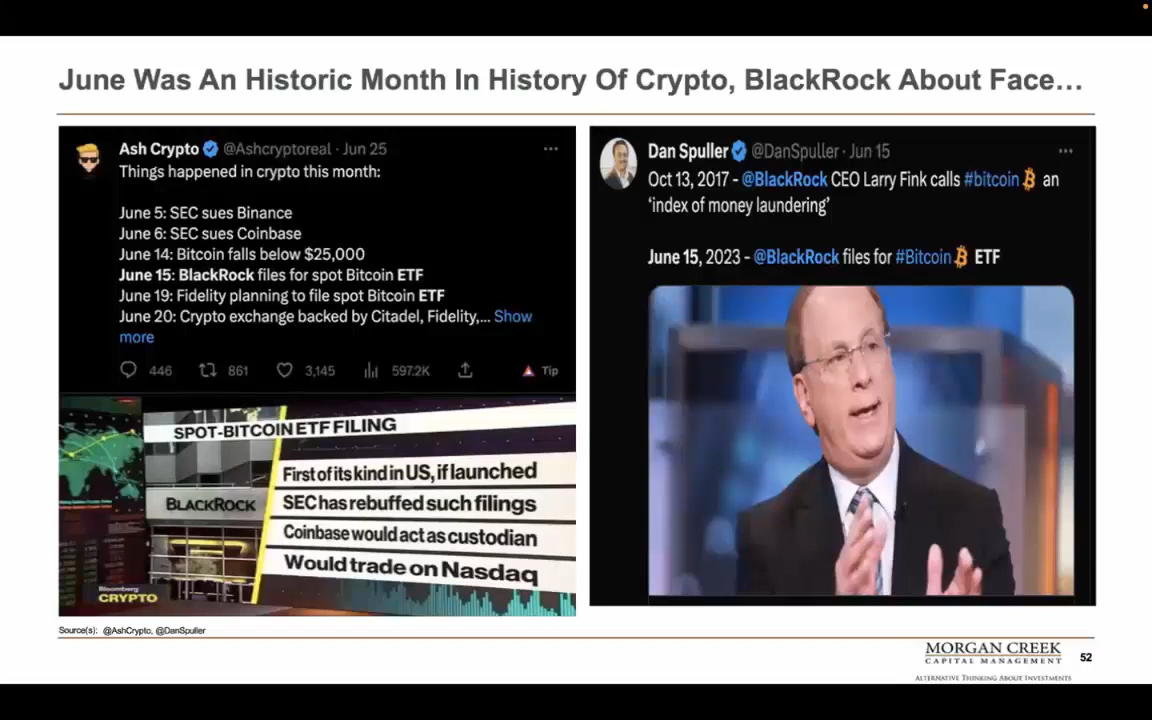 June Was An Historic Month In History Of Crypto, BlackRock About Face…
Ash Crypto @Ashcryptoreal · Jun 25
Things happened in crypto this month:
June 5: SEC sues Binance
June 6: SEC sues Coinbase
June 14: Bitcoin falls below $25,000
June 15: BlackRock files for spot Bitcoin ETF
June 19: Fidelity planning to file spot Bitcoin ETF
June 20: Crypto exchange backed by Citadel, Fidelity,... Show
more
446 861 3,145 597.2K Tip
SPOT-BITCOIN ETF FILING
First of its kind in US, if launched
BLACKROCK
SEC has rebuffed such filings
Coinbase would act as custodian
Would trade on Nasdaq
Bloomberg
CRYPTO
Dan Spuller @DanSpuller · Jun 15
Oct 13, 2017 - @BlackRock CEO Larry Fink calls #bitcoin an
‘index of money laundering’
June 15, 2023 - @BlackRock files for #Bitcoin ETF
Source(s): @AshCrypto, @DanSpuller
MORGAN CREEK
CAPITAL MANAGEMENT
ALTERNATIVE THINKING ABOUT INVESTMENTS
52